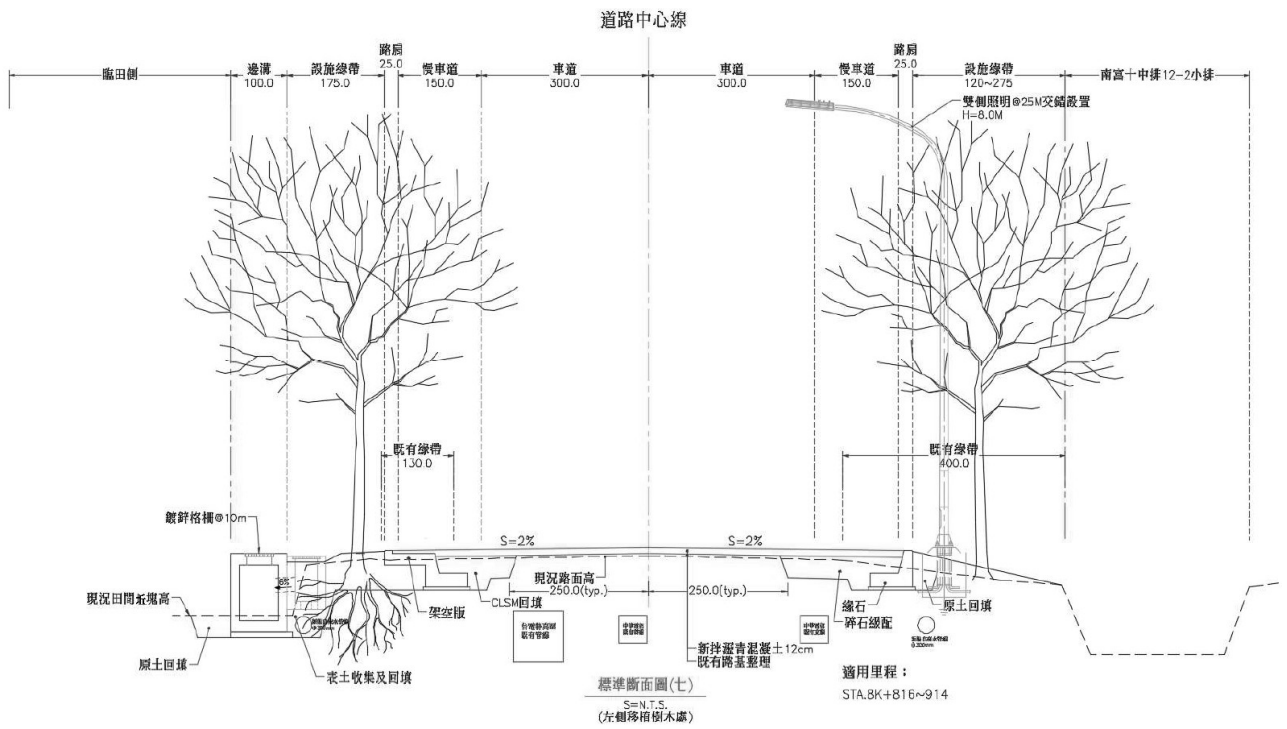 道路中心線
臨田側
邊溝
100.0
設施綠帶
175.0
路肩
25.0
慢車道
150.0
車道
300.0
車道
300.0
慢車道
150.0
路肩
25.0
設施綠帶
120~275
南富十中排12-2小排
雙側照明@25M交錯設置
H=8.0M
既有綠帶
130.0
既有綠帶
400.0
鍍鋅格柵@10m
S=2%
S=2%
6%
現況路面高
250.0(typ.)
250.0(typ.)
現況田間
原土回填
表土收集及回填
架空版
CLSM回填
緣石
碎石級配
原土回填
新拌瀝青混凝土12cm
既有路基整理
標準斷面圖(七)
S=N.T.S.
(左側移植樹木處)
適用里程：
STA.8K+816~914